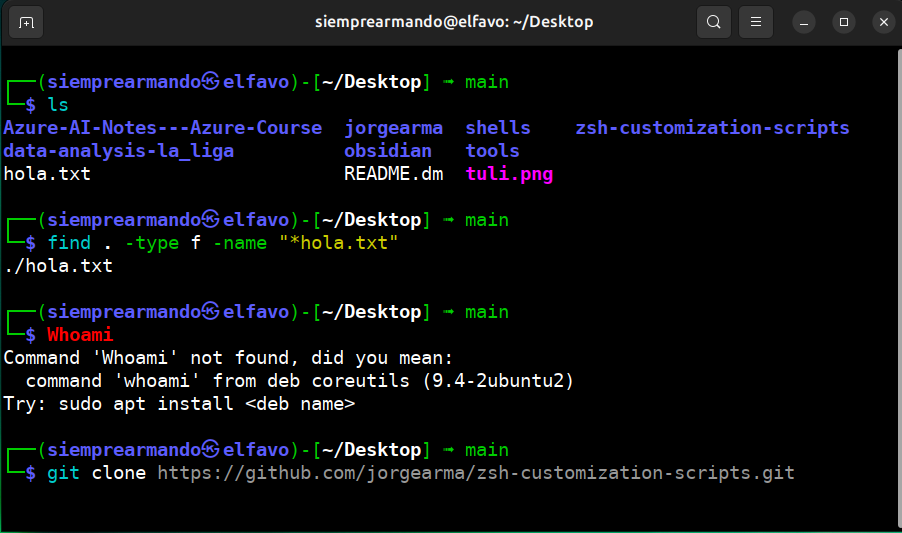 siemprearmando@elfavo: ~/Desktop
┌──(siemprearmando㉿elfavo)-[~/Desktop] ➟ main
└─$ ls
Azure-AI-Notes---Azure-Course  jorgearma  shells    zsh-customization-scripts
data-analysis-la_liga          obsidian   tools
hola.txt                       README.dm  tuli.png
┌──(siemprearmando㉿elfavo)-[~/Desktop] ➟ main
└─$ find . -type f -name "*hola.txt"
./hola.txt
┌──(siemprearmando㉿elfavo)-[~/Desktop] ➟ main
└─$ Whoami
Command 'Whoami' not found, did you mean:
  command 'whoami' from deb coreutils (9.4-2ubuntu2)
Try: sudo apt install <deb name>
┌──(siemprearmando㉿elfavo)-[~/Desktop] ➟ main
└─$ git clone https://github.com/jorgearma/zsh-customization-scripts.git